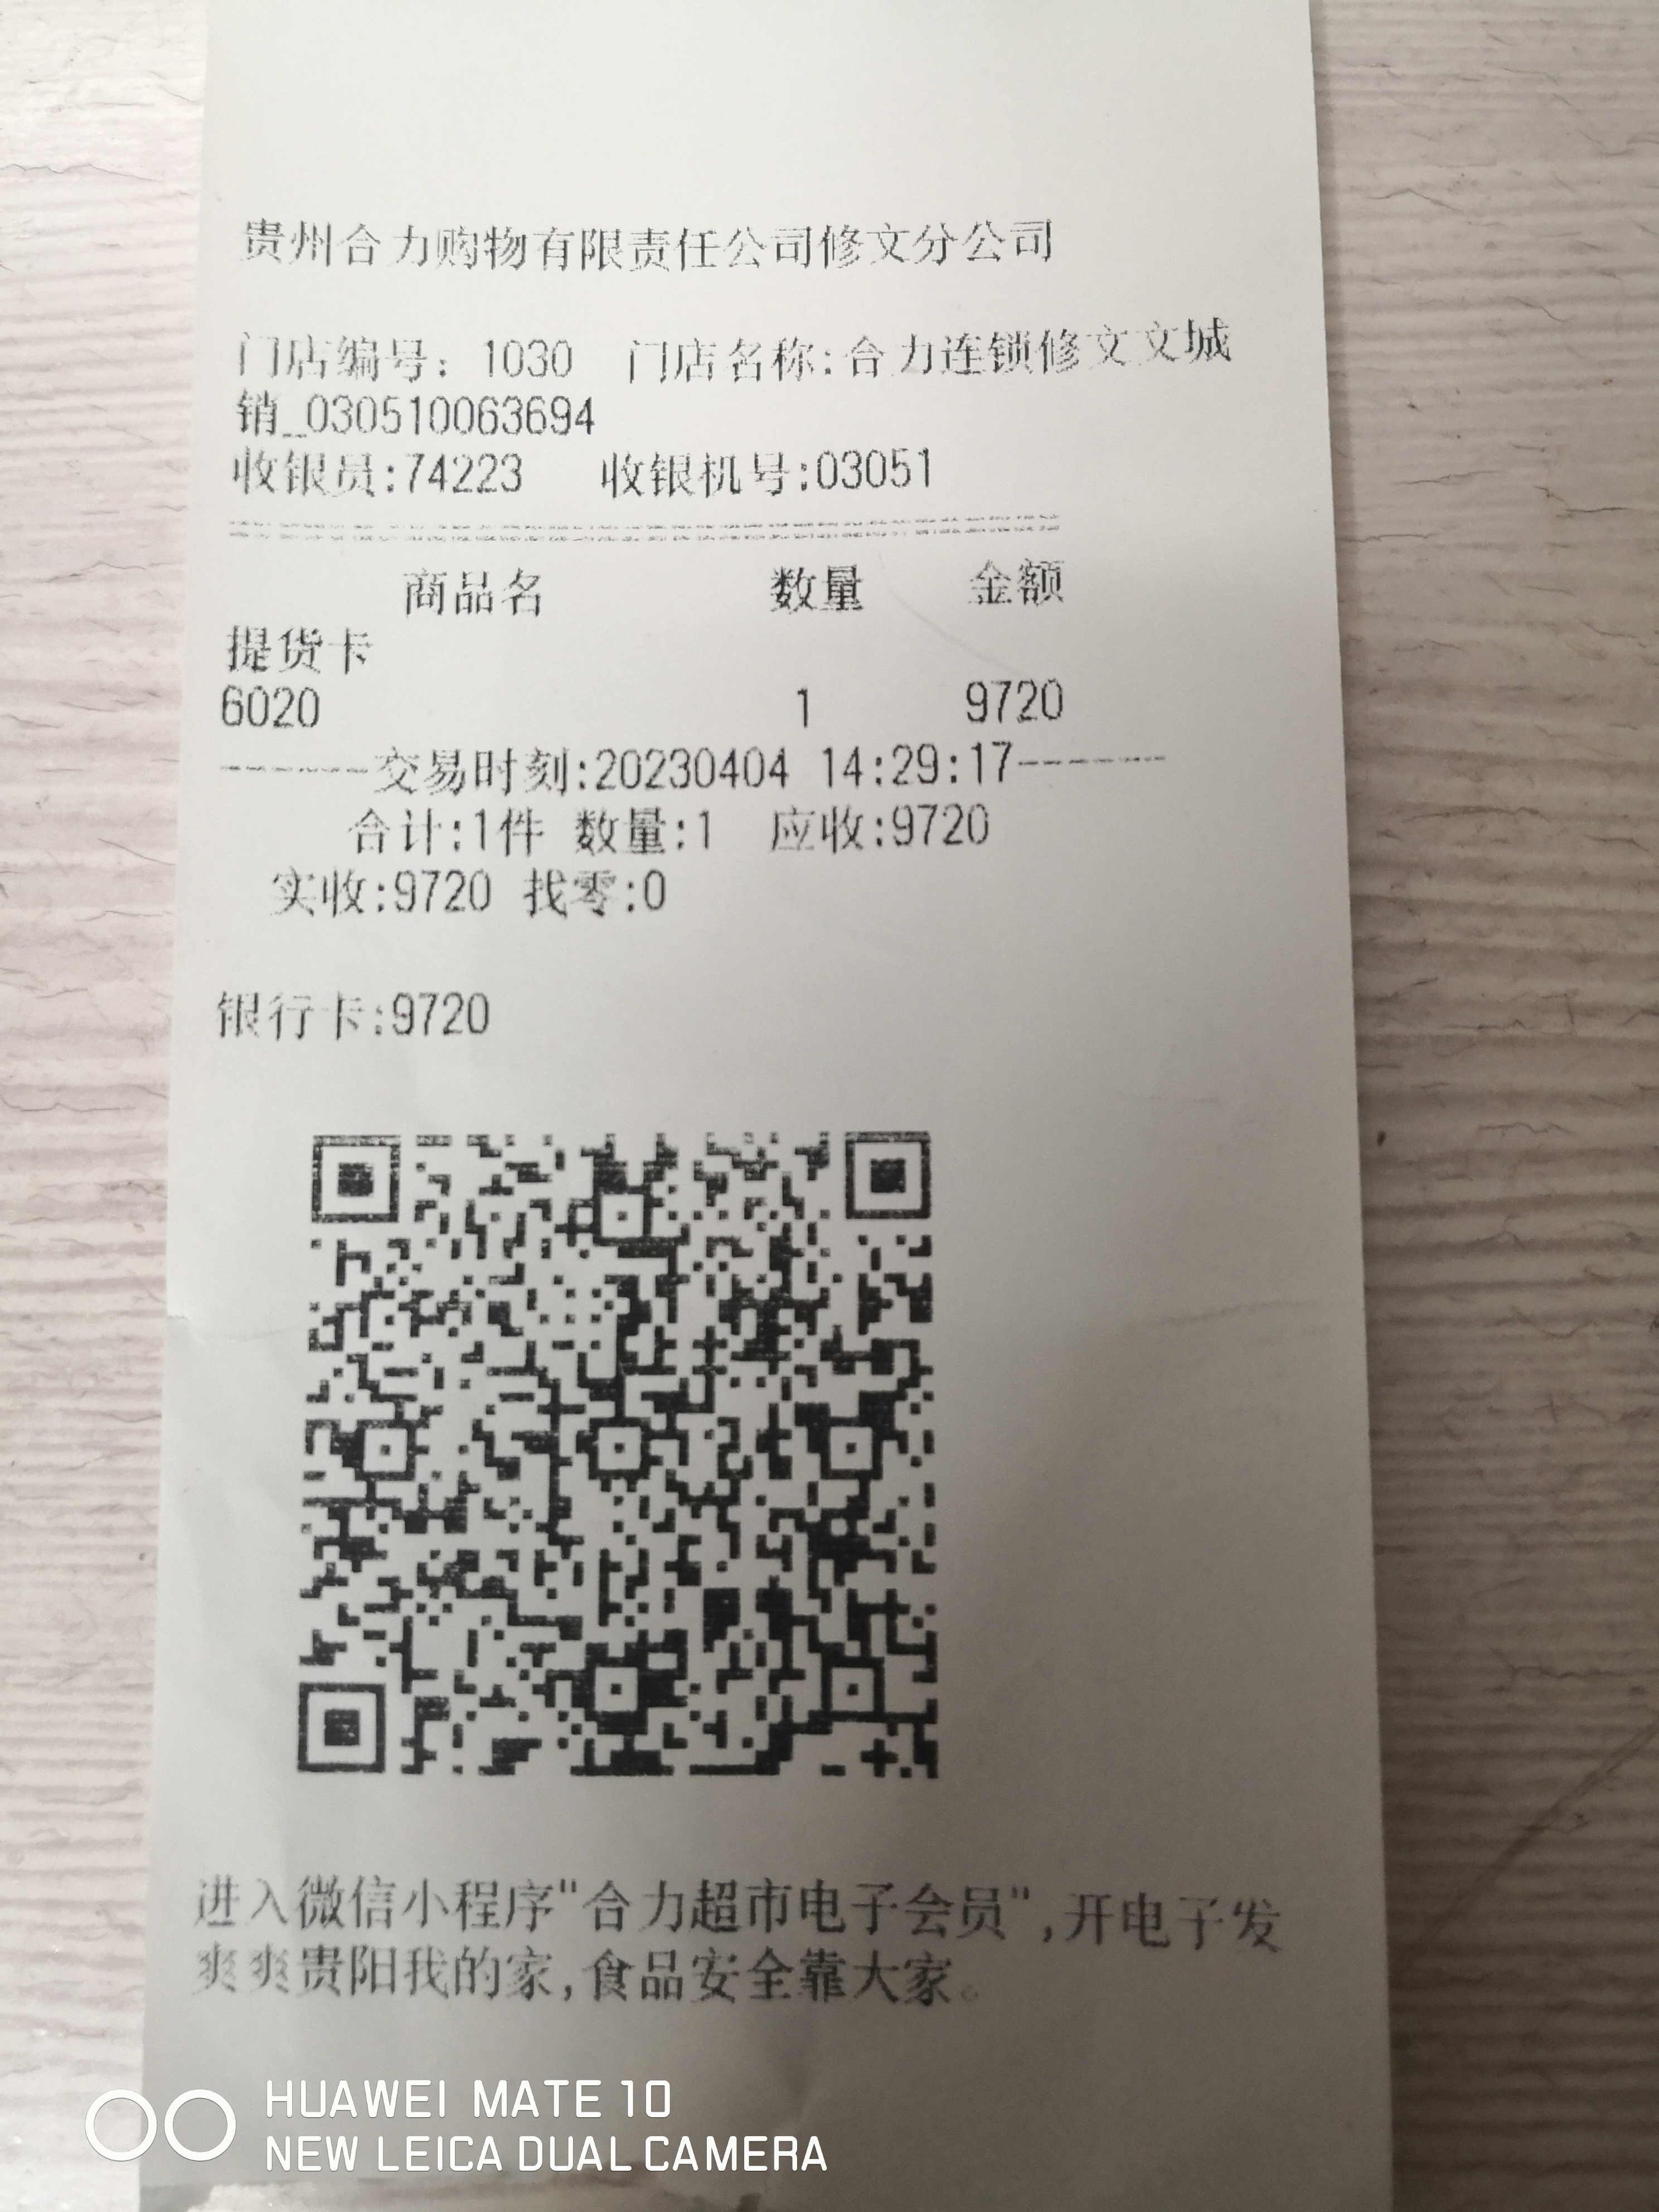 贵州合力购物有限责任公司修文分公司
门店编号: 1030 门店名称:合力连锁修文文城
销_030510063694
收银员:74223 收银机号:03051
商品名 数量 金额
提货卡
6020 1 9720
-------交易时刻:20230404 14:29:17-------
合计:1件 数量:1 应收:9720
实收:9720 找零:0
银行卡:9720
进入微信小程序"合力超市电子会员",开电子发
爽爽贵阳我的家,食品安全靠大家。
HUAWEI MATE 10
NEW LEICA DUAL CAMERA